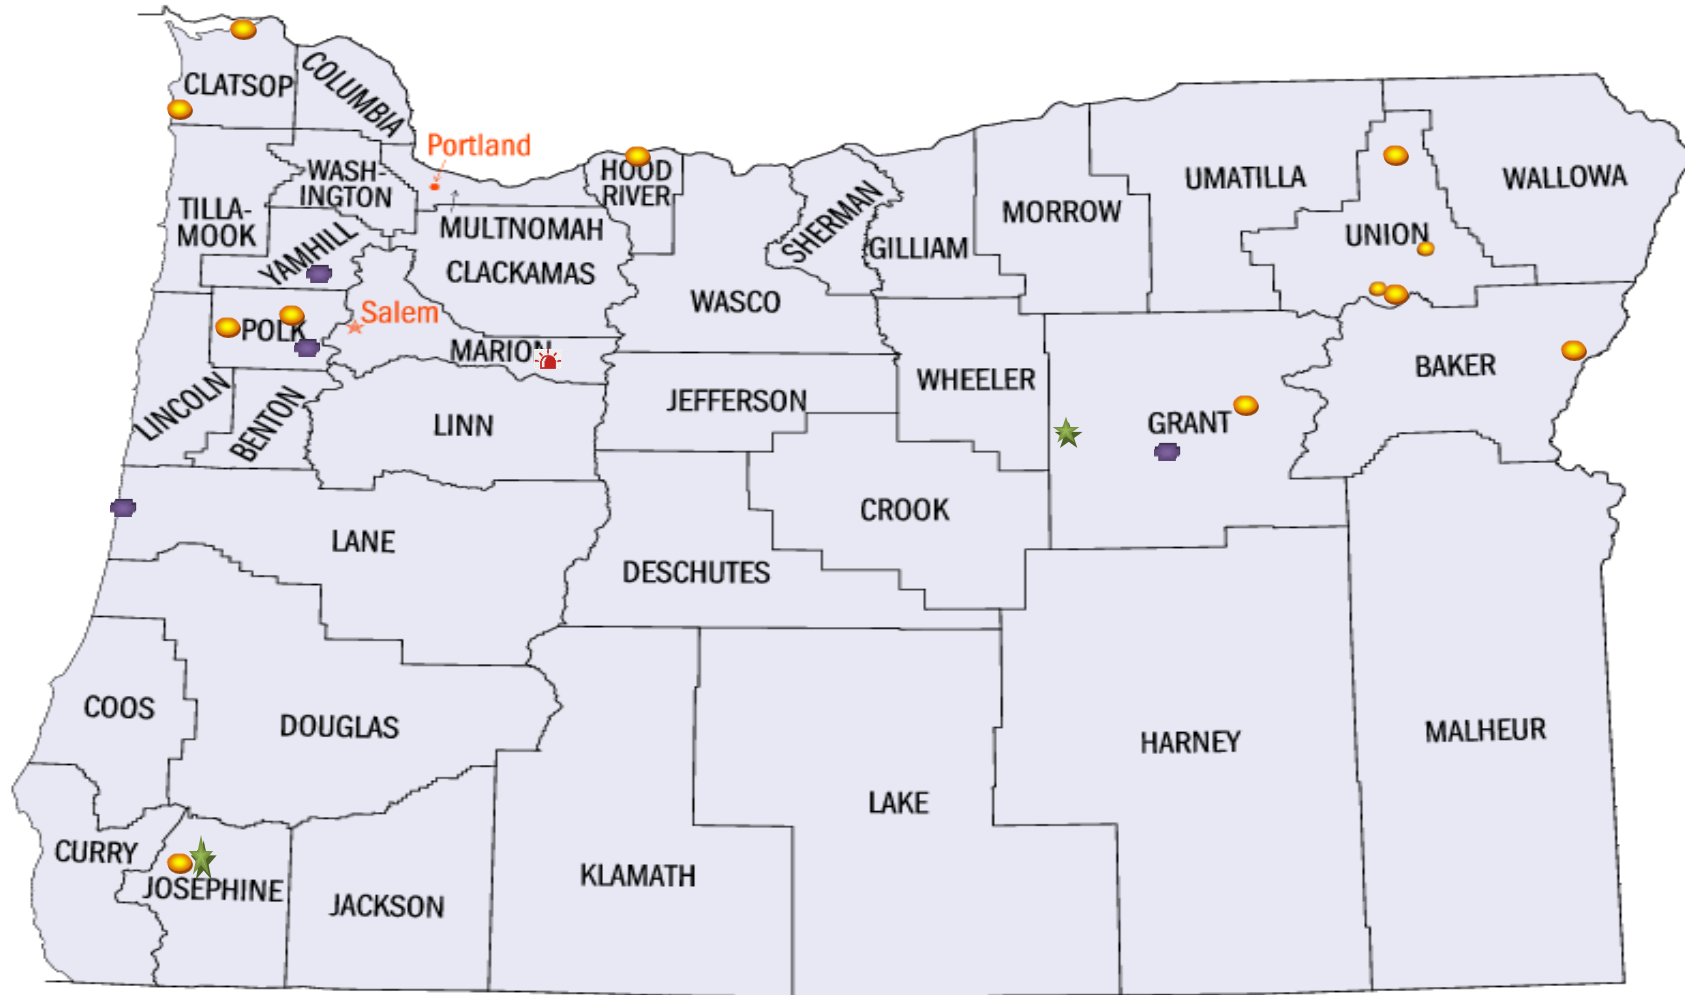 CLATSOP
COLUMBIA
Portland
WASH-
INGTON
HOOD
RIVER
TILLA-
MOOK
MULTNOMAH
YAMHILL
CLACKAMAS
SHERMAN
GILLIAM
MORROW
UMATILLA
UNION
WALLOWA
WASCO
Salem
POLK
MARION
LINCOLN
BENTON
LINN
JEFFERSON
WHEELER
GRANT
BAKER
LANE
DESCHUTES
CROOK
COOS
DOUGLAS
HARNEY
MALHEUR
LAKE
CURRY
JOSEPHINE
JACKSON
KLAMATH